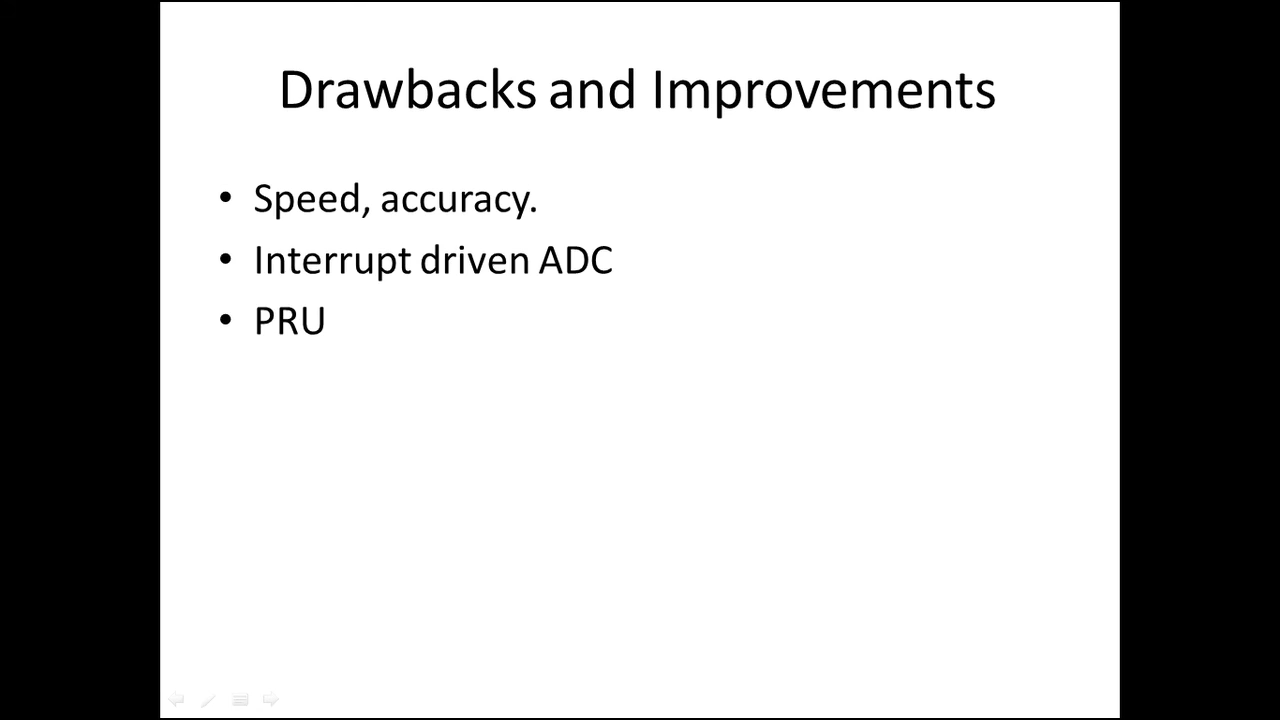 Drawbacks and Improvements
• Speed, accuracy.
• Interrupt driven ADC
• PRU